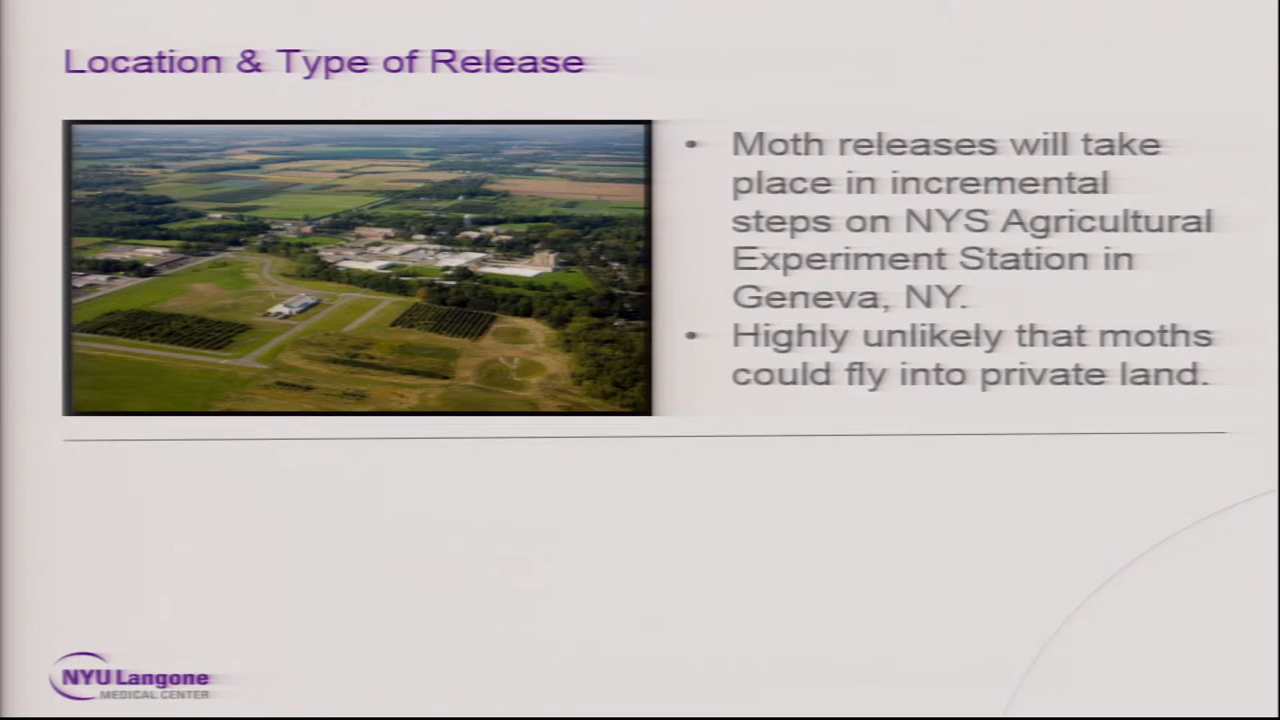 Location & Type of Release
• Moth releases will take
place in incremental
steps on NYS Agricultural
Experiment Station in
Geneva, NY.
• Highly unlikely that moths
could fly into private land.
NYU Langone
MEDICAL CENTER